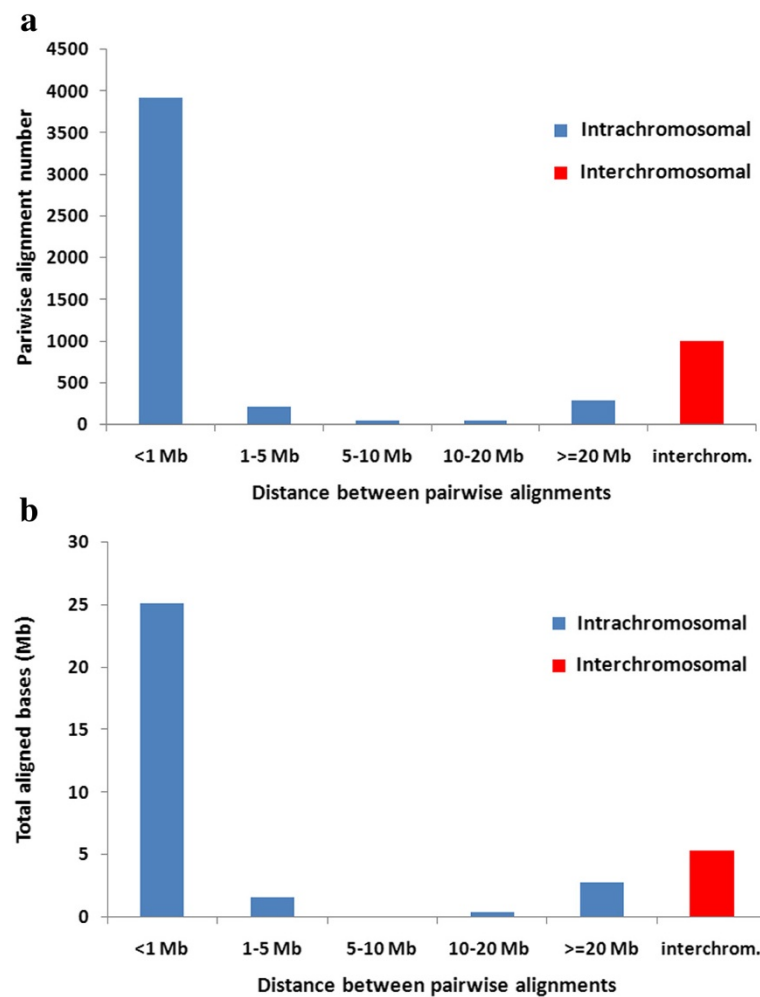 a
4500
4000
3500
3000
2500
2000
1500
1000
500
0
Pariwise alignment number
Intrachromosomal
Interchromosomal
<1 Mb 1-5 Mb 5-10 Mb 10-20 Mb >=20 Mb interchrom.
Distance between pairwise alignments
b
30
25
20
15
10
5
0
Total aligned bases (Mb)
Intrachromosomal
Interchromosomal
<1 Mb 1-5 Mb 5-10 Mb 10-20 Mb >=20 Mb interchrom.
Distance between pairwise alignments